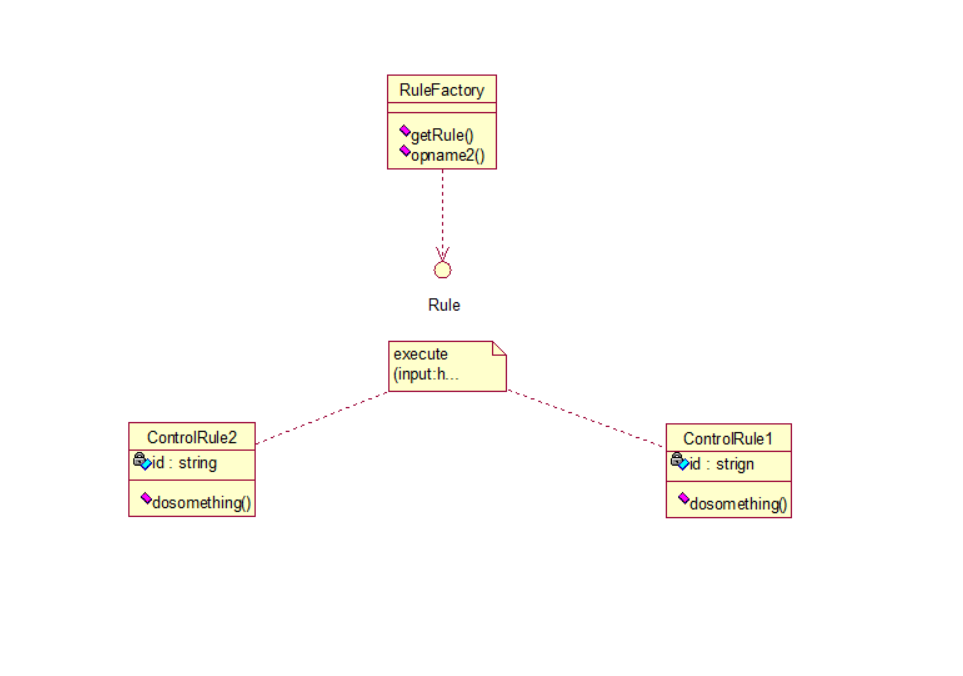 RuleFactory
getRule()
opname2()
Rule
execute
(input:h...
ControlRule2
id : string
dosomething()
ControlRule1
id : strign
dosomething()